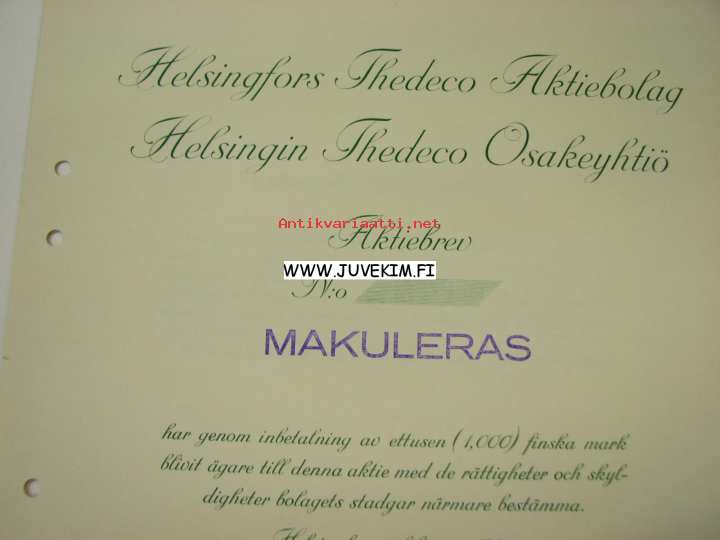 Helsingfors Thedeco Aktiebolag
Helsingin Thedeco Osakeyhtiö
Antikvariaatti.net
Aktiebrev
WWW.JUVEKIM.FI
N:o
MAKULERAS
har genom inbetalning av ettusen (1,000) finska mark
blivit ägare till denna aktie med de rättigheter och skyl-
digheter bolagets stadgar närmare bestämma.